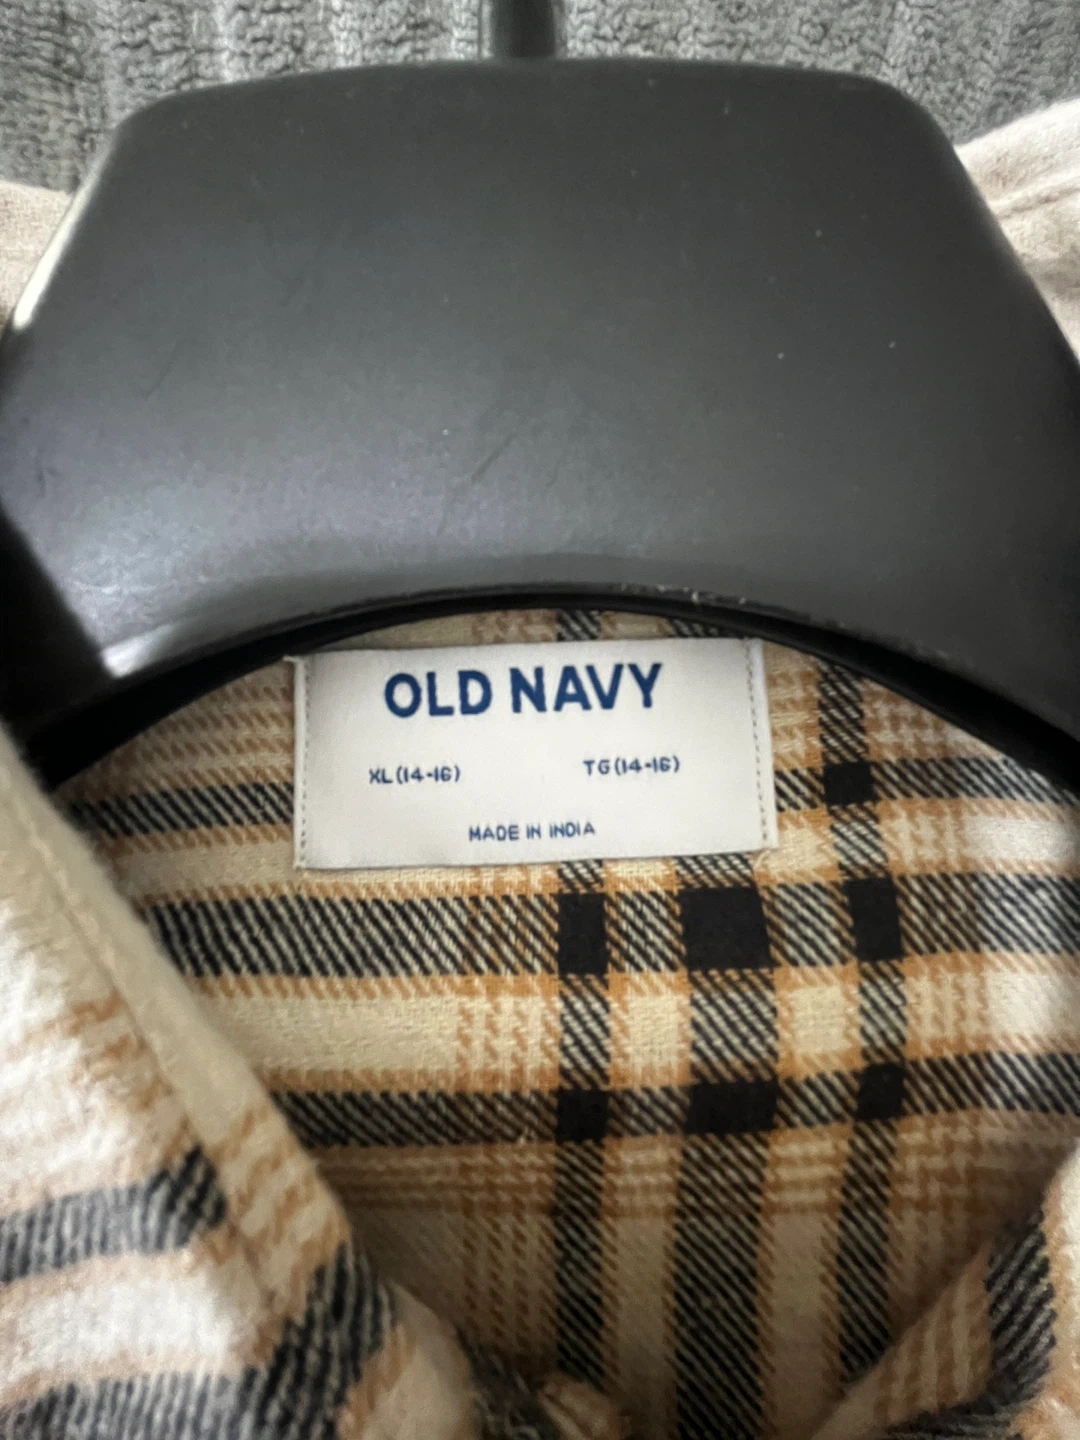 OLD NAVY
XL (14-16) TG (14-16)
MADE IN INDIA